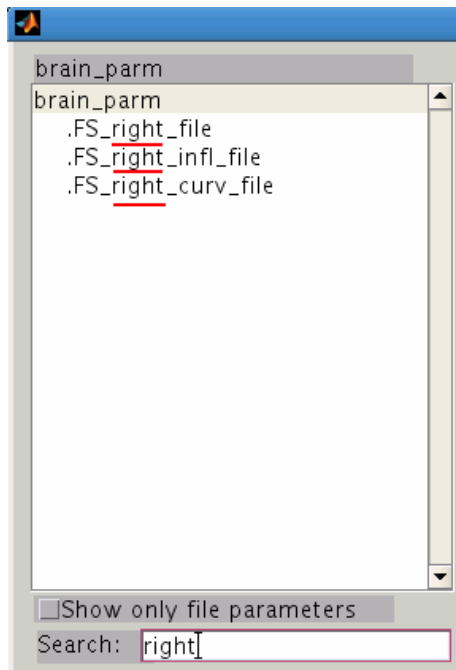 brain_parm
brain_parm
.FS_right_file
.FS_right_infl_file
.FS_right_curv_file
Show only file parameters
Search: right